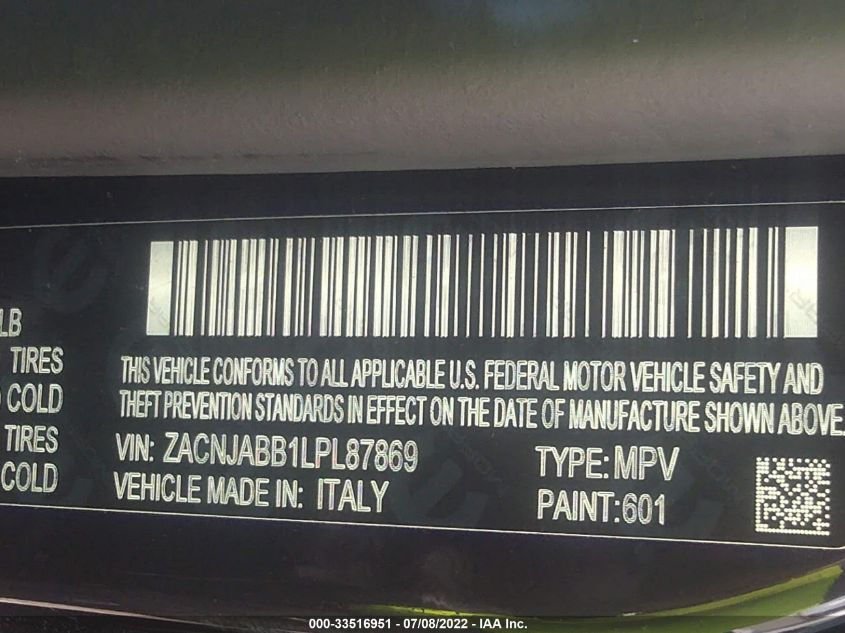 LB
TIRES
COLD
TIRES
COLD
THIS VEHICLE CONFORMS TO ALL APPLICABLE U.S. FEDERAL MOTOR VEHICLE SAFETY AND
THEFT PREVENTION STANDARDS IN EFFECT ON THE DATE OF MANUFACTURE SHOWN ABOVE.
VIN: ZACNJABB1LPL87869
TYPE: MPV
VEHICLE MADE IN: ITALY
PAINT: 601
000-33516951 - 07/08/2022 - IAA Inc.